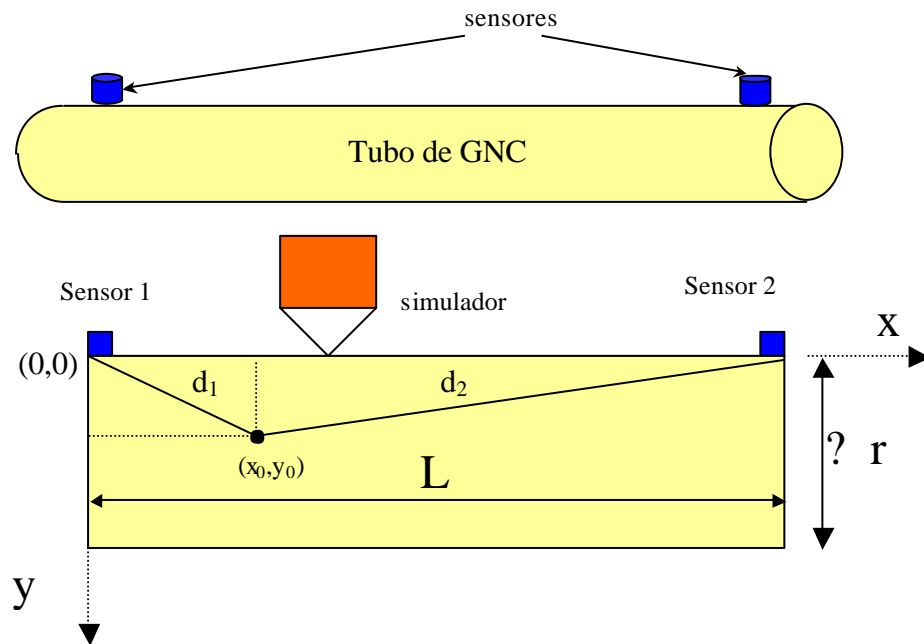 sensores
Tubo de GNC
Sensor 1
simulador
Sensor 2
x
(0,0)
d₁
d₂
(x₀,y₀)
L
? r
y